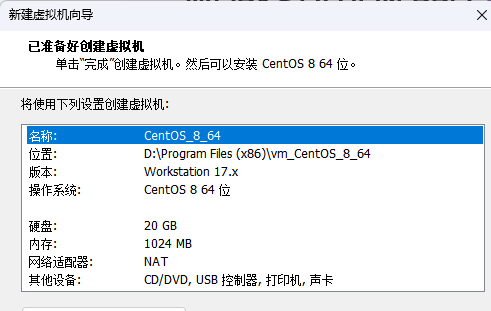 新建虚拟机向导
已准备好创建虚拟机
单击“完成”创建虚拟机。然后可以安装 CentOS 8 64 位。
将使用下列设置创建虚拟机:
名称: CentOS_8_64
位置: D:\Program Files (x86)\vm_CentOS_8_64
版本: Workstation 17.x
操作系统: CentOS 8 64 位
硬盘: 20 GB
内存: 1024 MB
网络适配器: NAT
其他设备: CD/DVD, USB 控制器, 打印机, 声卡